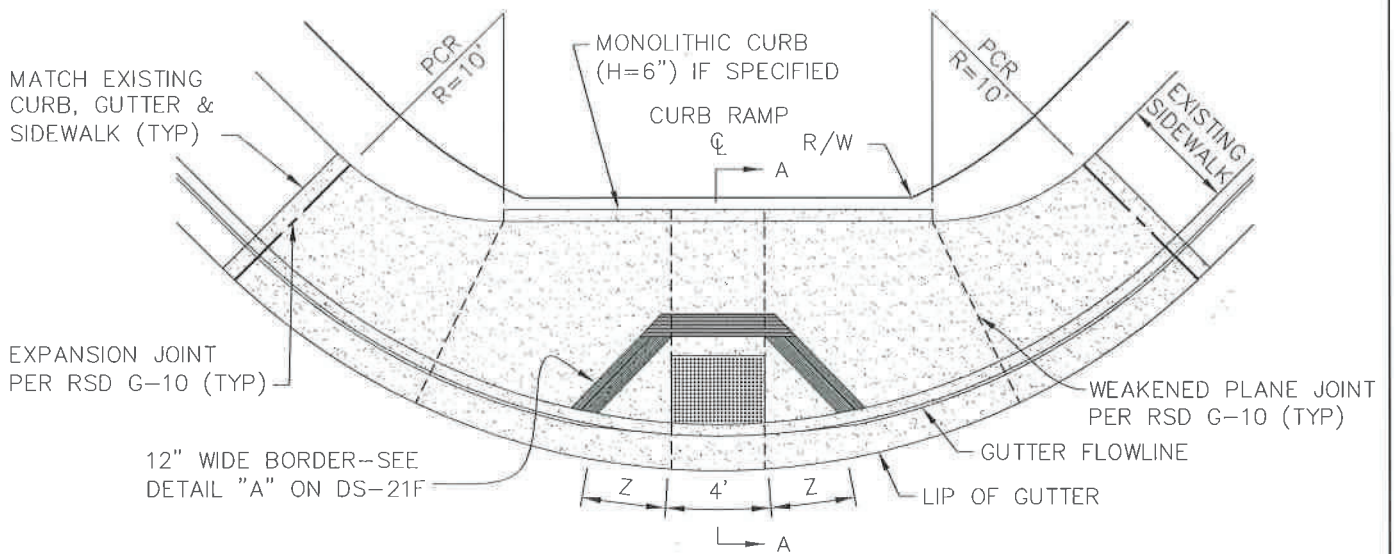 PCR
R=10'
MONOLITHIC CURB
(H=6") IF SPECIFIED
PCR
R=10'
MATCH EXISTING
CURB, GUTTER &
SIDEWALK (TYP)
CURB RAMP
℄
A
R/W
EXISTING
SIDEWALK
EXPANSION JOINT
PER RSD G-10 (TYP)
WEAKENED PLANE JOINT
PER RSD G-10 (TYP)
12" WIDE BORDER--SEE
DETAIL "A" ON DS-21F
GUTTER FLOWLINE
Z
4'
Z
LIP OF GUTTER
A